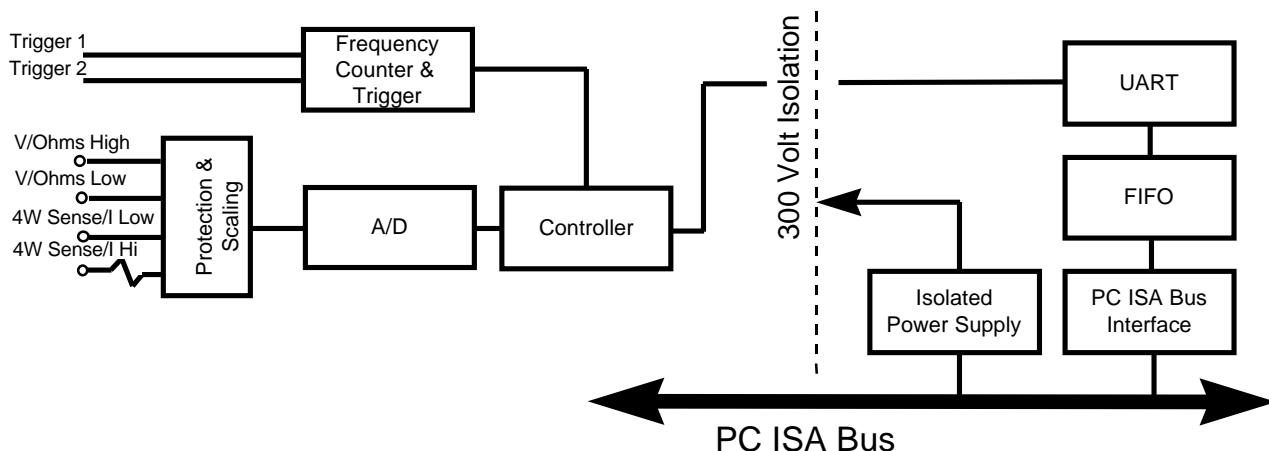 Trigger 1
Trigger 2
Frequency
Counter &
Trigger
V/Ohms High
V/Ohms Low
4W Sense/I Low
4W Sense/I Hi
Protection &
Scaling
A/D
Controller
300 Volt Isolation
UART
FIFO
Isolated
Power Supply
PC ISA Bus
Interface
PC ISA Bus